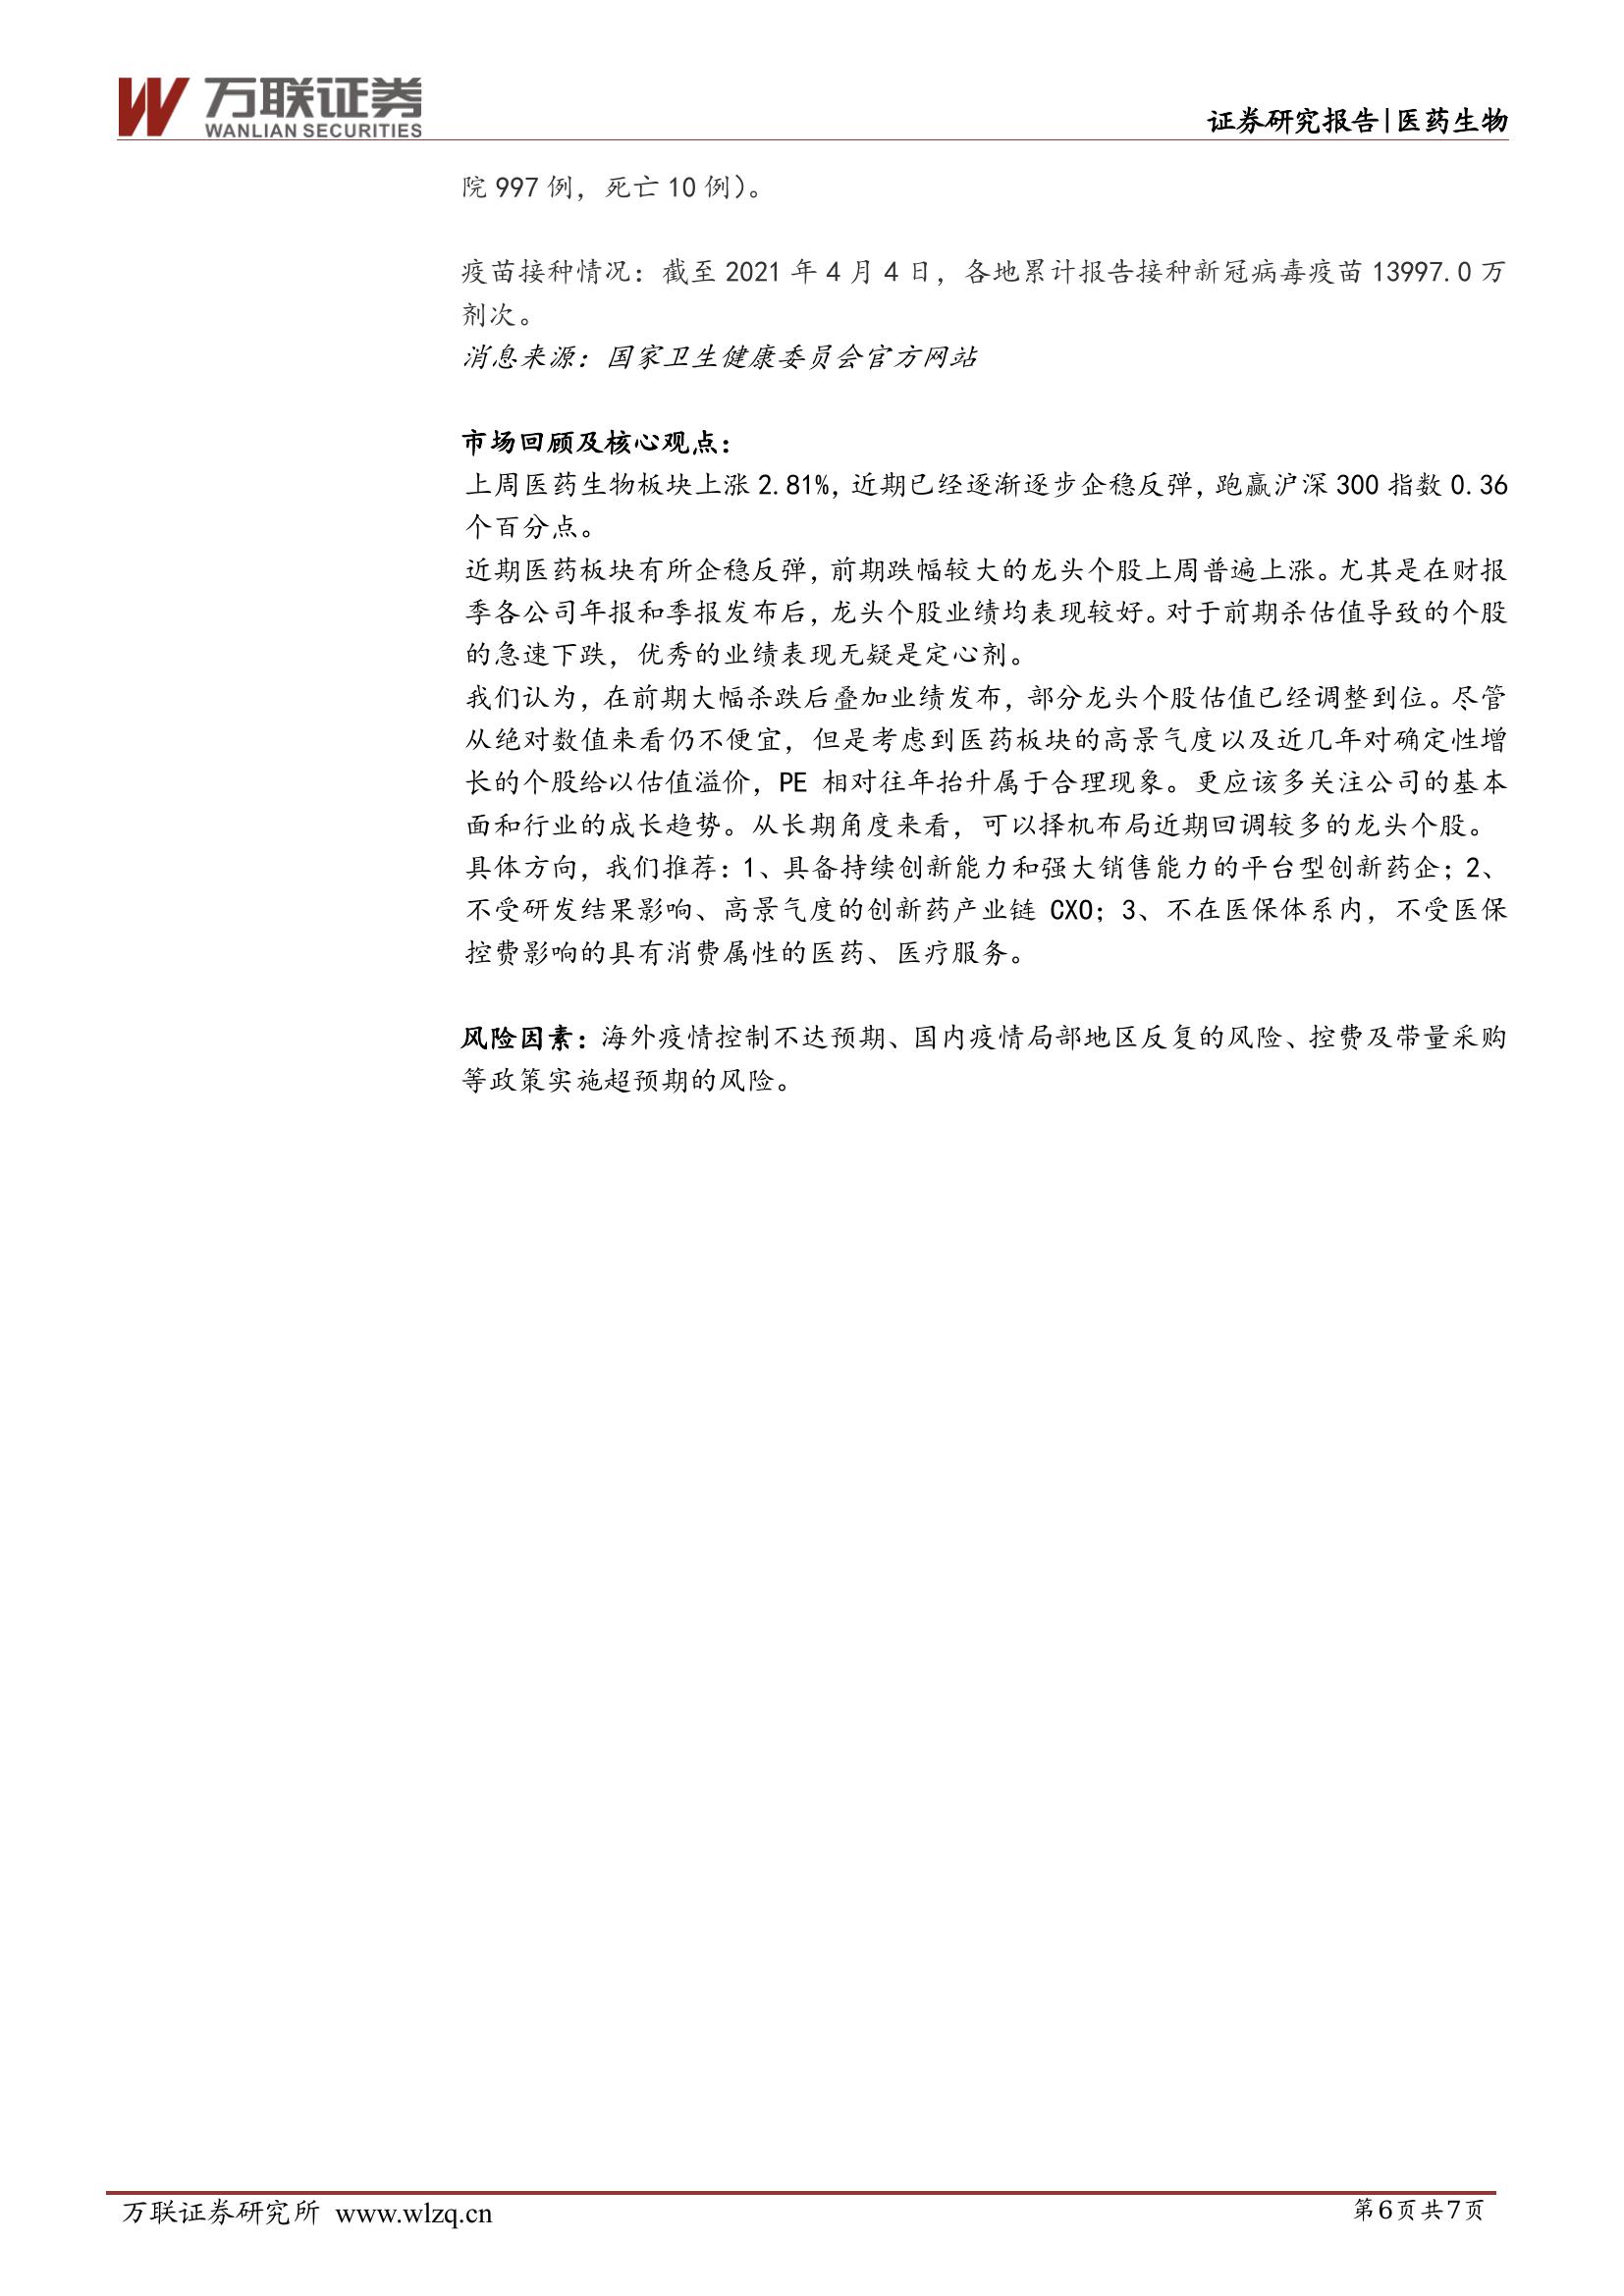 万联证券
WANLIAN SECURITIES
证券研究报告|医药生物
院 997 例，死亡 10 例）。
疫苗接种情况：截至 2021 年 4 月 4 日，各地累计报告接种新冠病毒疫苗 13997.0 万
剂次。
消息来源：国家卫生健康委员会官方网站
市场回顾及核心观点：
上周医药生物板块上涨 2.81%，近期已经逐渐逐步企稳反弹，跑赢沪深 300 指数 0.36
个百分点。
近期医药板块有所企稳反弹，前期跌幅较大的龙头个股上周普遍上涨。尤其是在财报
季各公司年报和季报发布后，龙头个股业绩均表现较好。对于前期杀估值导致的个股
的急速下跌，优秀的业绩表现无疑是定心剂。
我们认为，在前期大幅杀跌后叠加业绩发布，部分龙头个股估值已经调整到位。尽管
从绝对数值来看仍不便宜，但是考虑到医药板块的高景气度以及近几年对确定性增
长的个股给以估值溢价，PE 相对往年抬升属于合理现象。更应该多关注公司的基本
面和行业的成长趋势。从长期角度来看，可以择机布局近期回调较多的龙头个股。
具体方向，我们推荐：1、具备持续创新能力和强大销售能力的平台型创新药企；2、
不受研发结果影响、高景气度的创新药产业链 CXO；3、不在医保体系内，不受医保
控费影响的具有消费属性的医药、医疗服务。
风险因素：海外疫情控制不达预期、国内疫情局部地区反复的风险、控费及带量采购
等政策实施超预期的风险。
万联证券研究所 www.wlzq.cn
第6页共7页